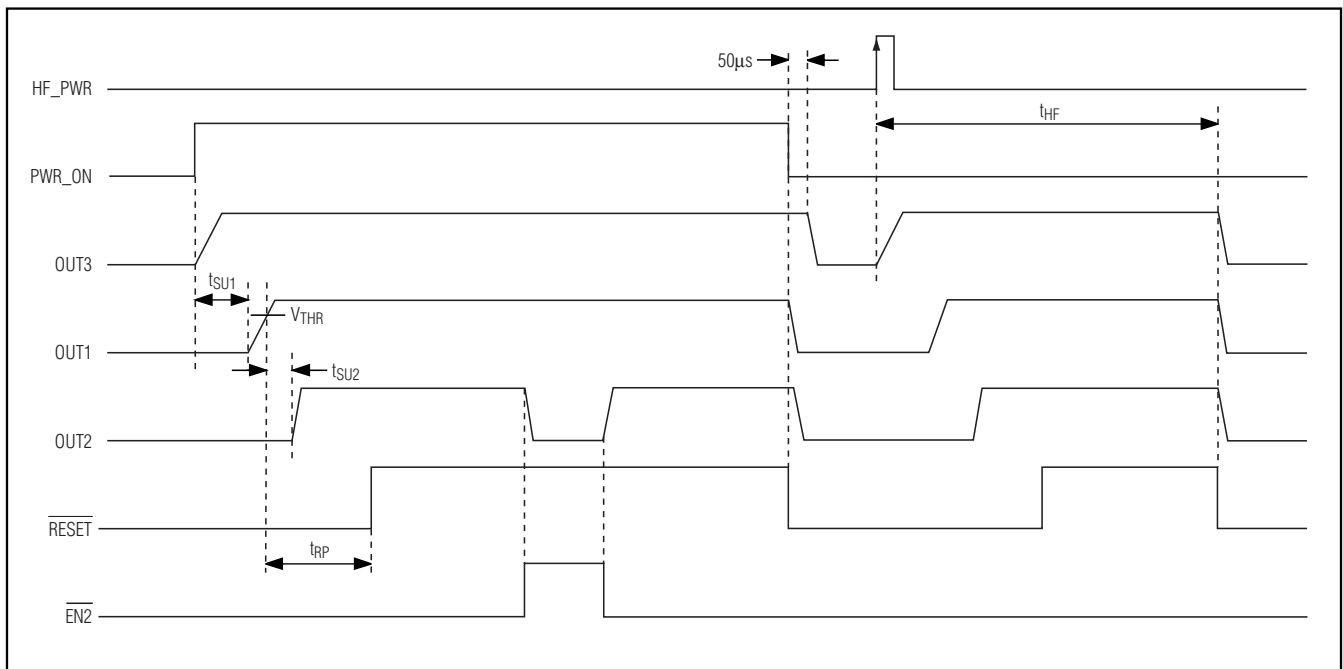 50µs
HF_PWR
tHF
PWR_ON
OUT3
tSU1
VTHR
OUT1
tSU2
OUT2
RESET
tRP
EN2